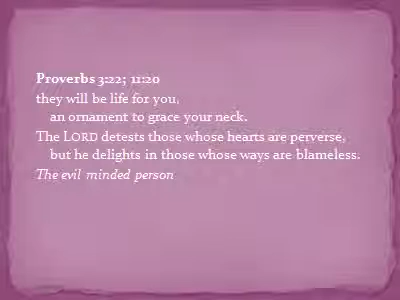 Proverbs 3:22; 11:20
they will be life for you,
an ornament to grace your neck.
The LORD detests those whose hearts are perverse,
but he delights in those whose ways are blameless.
The evil minded person